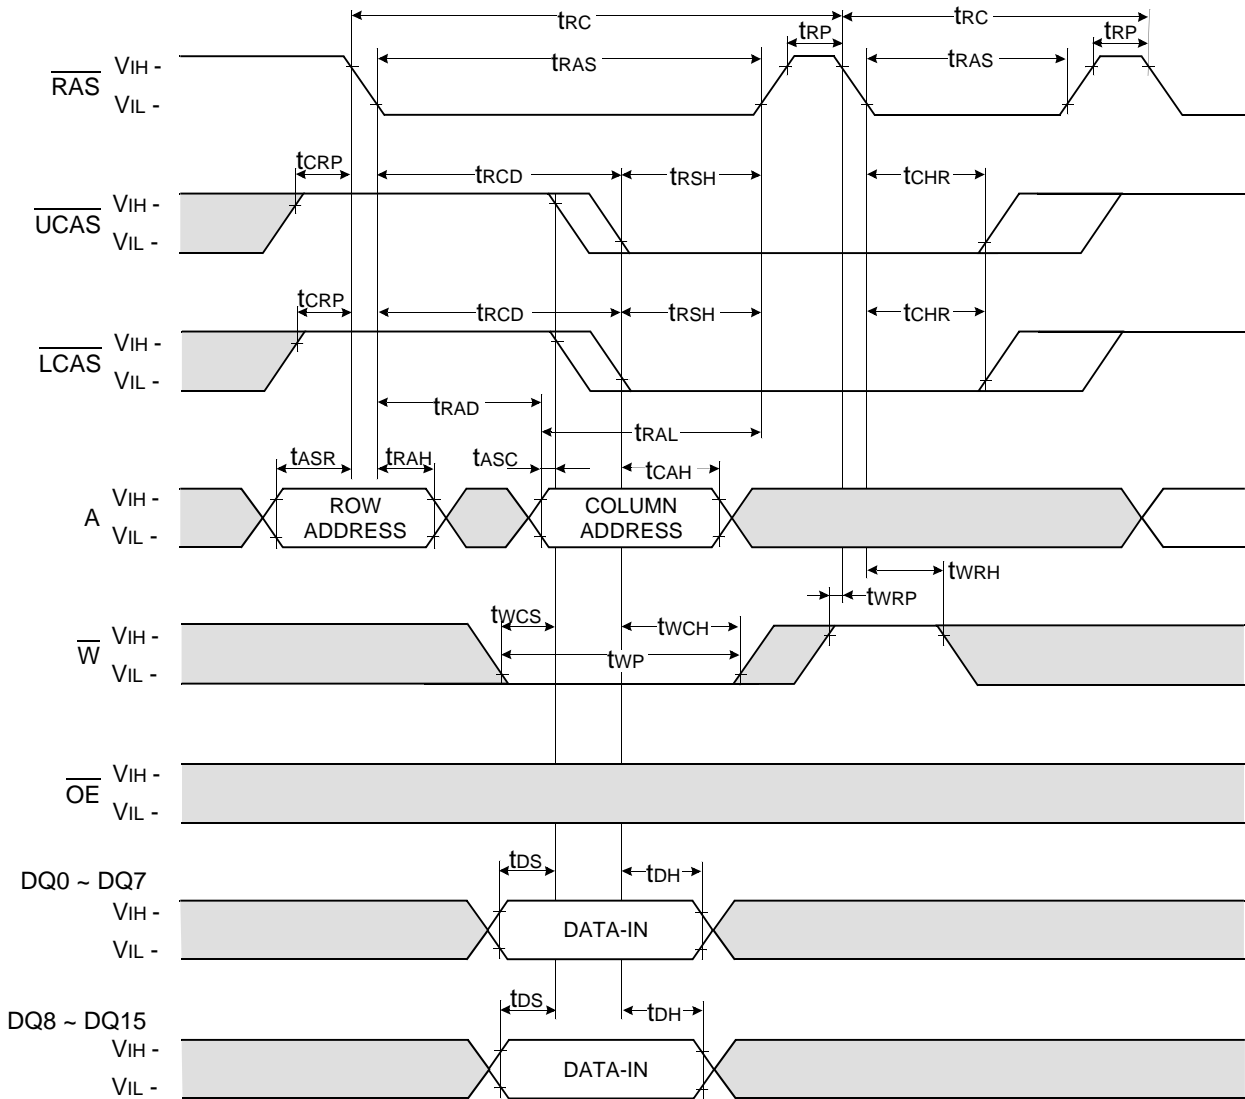 tRC tRC
tRP tRP
tRAS tRAS
RAS VIH -
VIL -
tCRP tRCD tRSH tCHR
UCAS VIH -
VIL -
tCRP tRCD tRSH tCHR
LCAS VIH -
VIL -
tRAD
tRAL
tASR tRAH tASC tCAH
A VIH -
VIL -
ROW ADDRESS
COLUMN ADDRESS
tWRH
tWRP
tWCS tWCH
tWP
W VIH -
VIL -
OE VIH -
VIL -
tDS tDH
DQ0 ~ DQ7
VIH -
VIL -
DATA-IN
tDS tDH
DQ8 ~ DQ15
VIH -
VIL -
DATA-IN